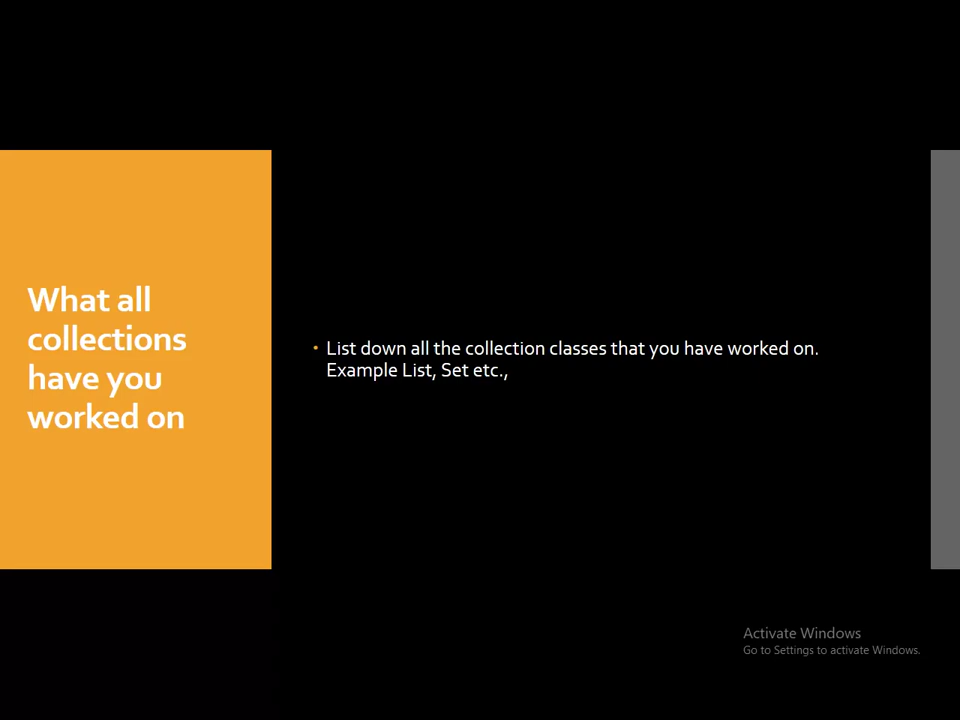 What all
collections
have you
worked on
• List down all the collection classes that you have worked on.
Example List, Set etc.,
Activate Windows
Go to Settings to activate Windows.